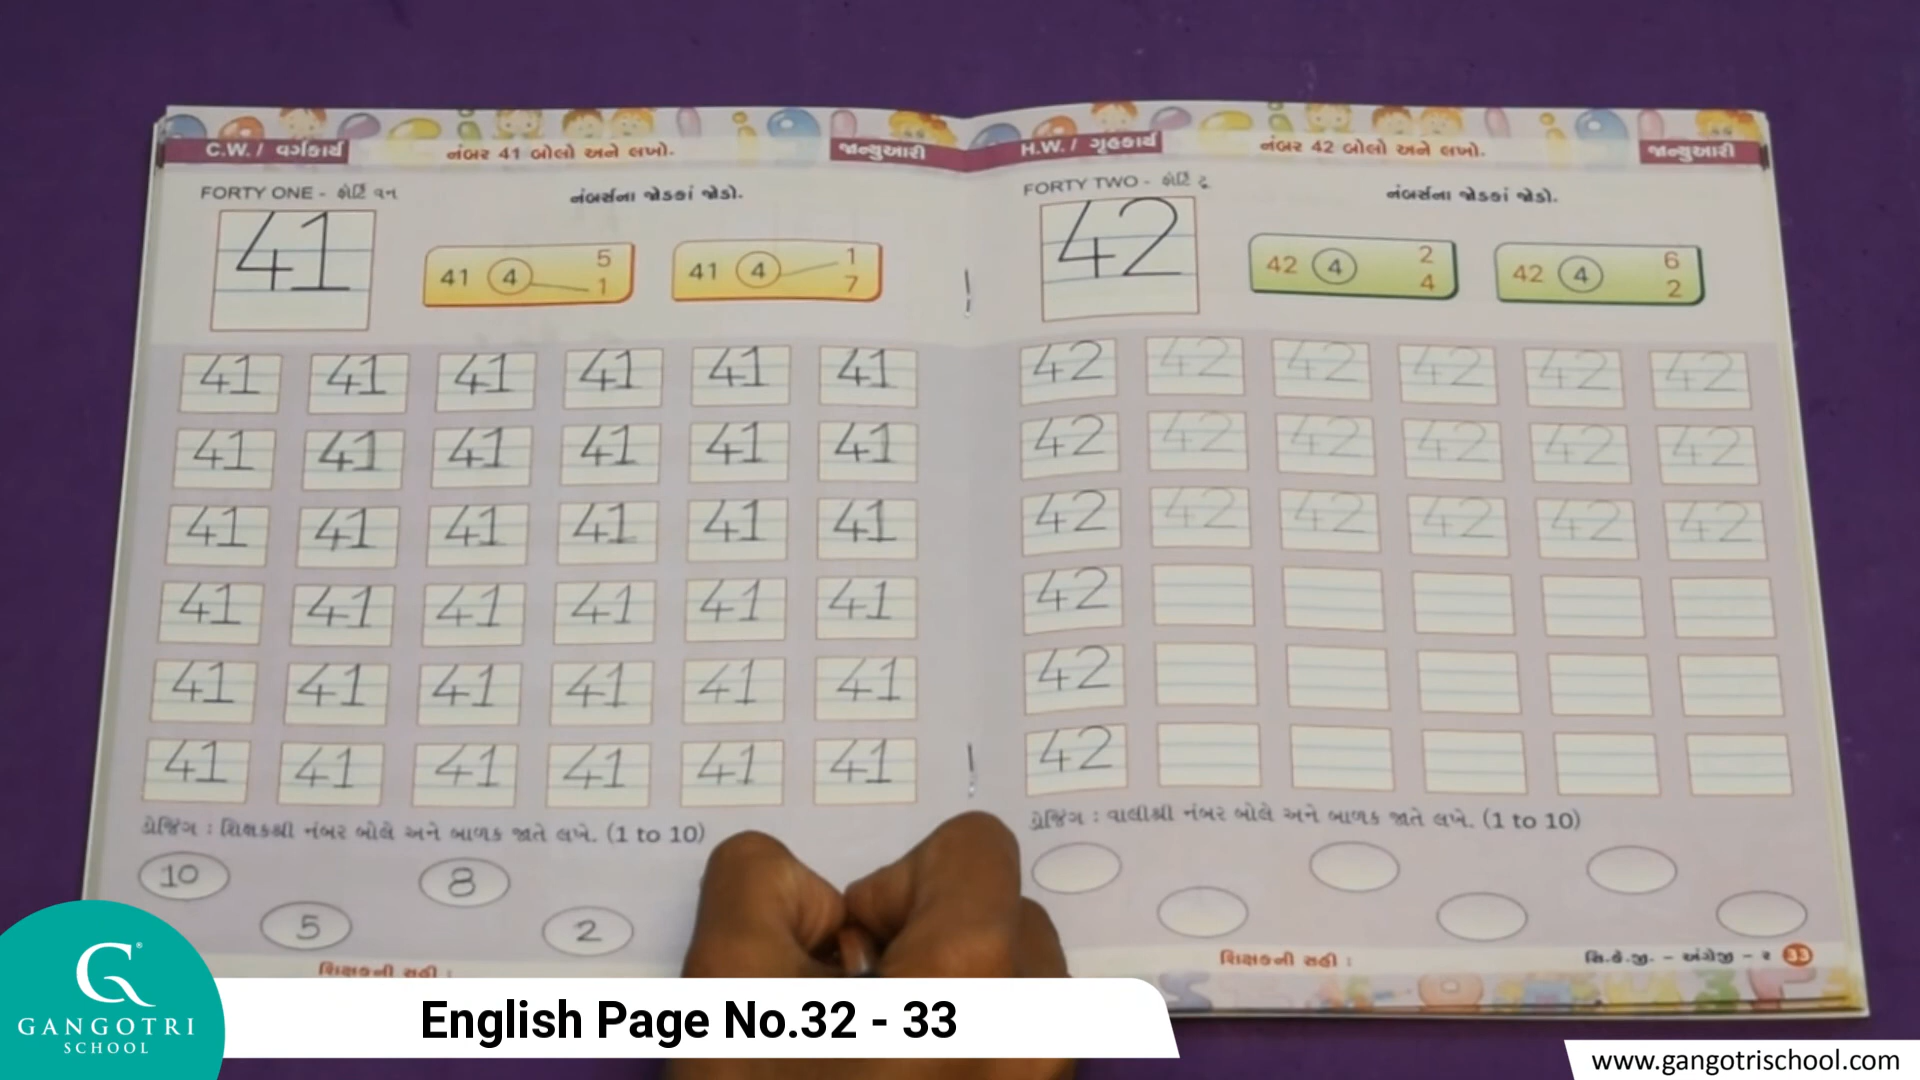 C.W. / વર્ગકાર્ય નંબર 41 બોલો અને લખો. જાન્યુઆરી
FORTY ONE - ફોર્ટિ વન નંબર્સના જોડકાં જોડો.
41
41 4 5 1
41 4 1 7
41 41 41 41 41 41
41 41 41 41 41 41
41 41 41 41 41 41
41 41 41 41 41 41
41 41 41 41 41 41
41 41 41 41 41 41
ગ્રેજિંગ : શિક્ષકશ્રી નંબર બોલે અને બાળક જાતે લખે. (1 to 10)
10 5 8 2
શિક્ષકની સહી :
H.W. / ગૃહકાર્ય નંબર 42 બોલો અને લખો. જાન્યુઆરી
FORTY TWO - ફોર્ટિ ટૂ નંબર્સના જોડકાં જોડો.
42
42 4 2 4
42 4 6 2
42 42 42 42 42 42
42 42 42 42 42 42
42 42 42 42 42 42
42
42
42
ગ્રેજિંગ : વાલીશ્રી નંબર બોલે અને બાળક જાતે લખે. (1 to 10)
શિક્ષકની સહી : સિ.કે.જી. - અંગ્રેજી - ૨ 33
GANGOTRI
SCHOOL
English Page No.32 - 33
www.gangotrischool.com